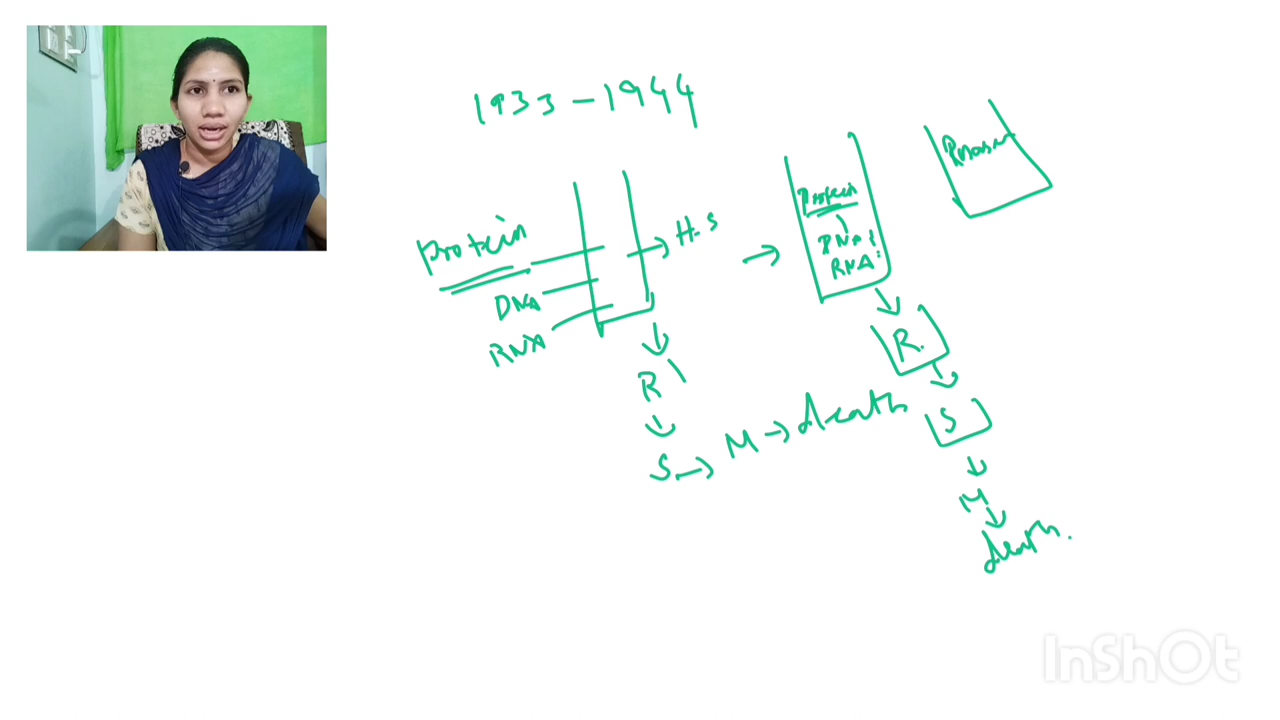 1933-1944
Protein
DNA
RNA
→ H.S
↓
R
↓
S → M → death
→
Protein
DNA
RNA
↓
R.
↓
S
↓
M
↓
death.
InShOt